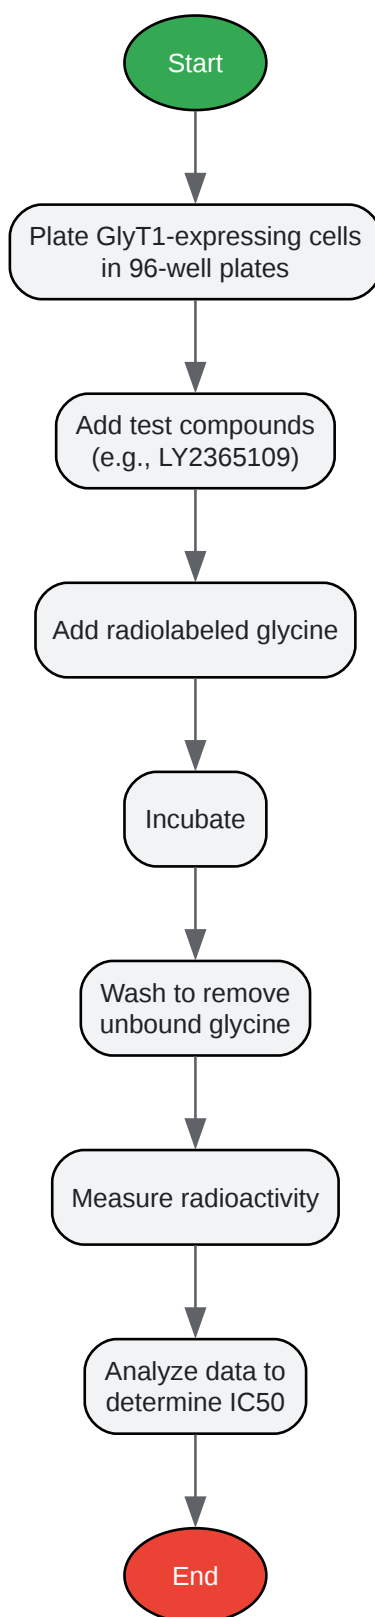 Start
Plate GlyT1-expressing cells
in 96-well plates
Add test compounds
(e.g., LY2365109)
Add radiolabeled glycine
Incubate
Wash to remove
unbound glycine
Measure radioactivity
Analyze data to
determine IC50
End